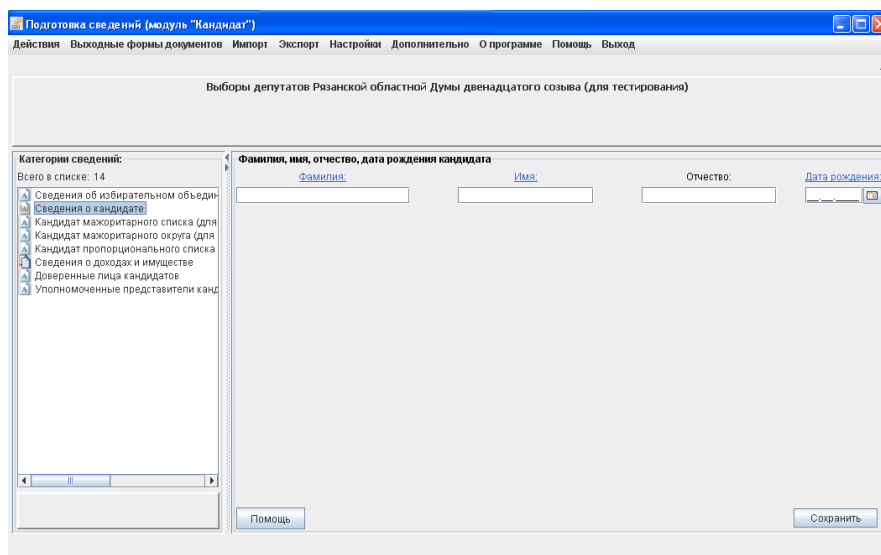 Подготовка сведений (модуль "Кандидат")
Действия Выходные формы документов Импорт Экспорт Настройки Дополнительно О программе Помощь Выход
Выборы депутатов Рязанской областной Думы двенадцатого созыва (для тестирования)
Категории сведений:
Всего в списке: 14
Сведения об избирательном объедин
Сведения о кандидате
Кандидат мажоритарного списка (для
Кандидат мажоритарного округа (для
Кандидат пропорционального списка
Сведения о доходах и имуществе
Доверенные лица кандидатов
Уполномоченные представители канд
Фамилия, имя, отчество, дата рождения кандидата
Фамилия: Имя: Отчество: Дата рождения:
__.__.____
Помощь Сохранить